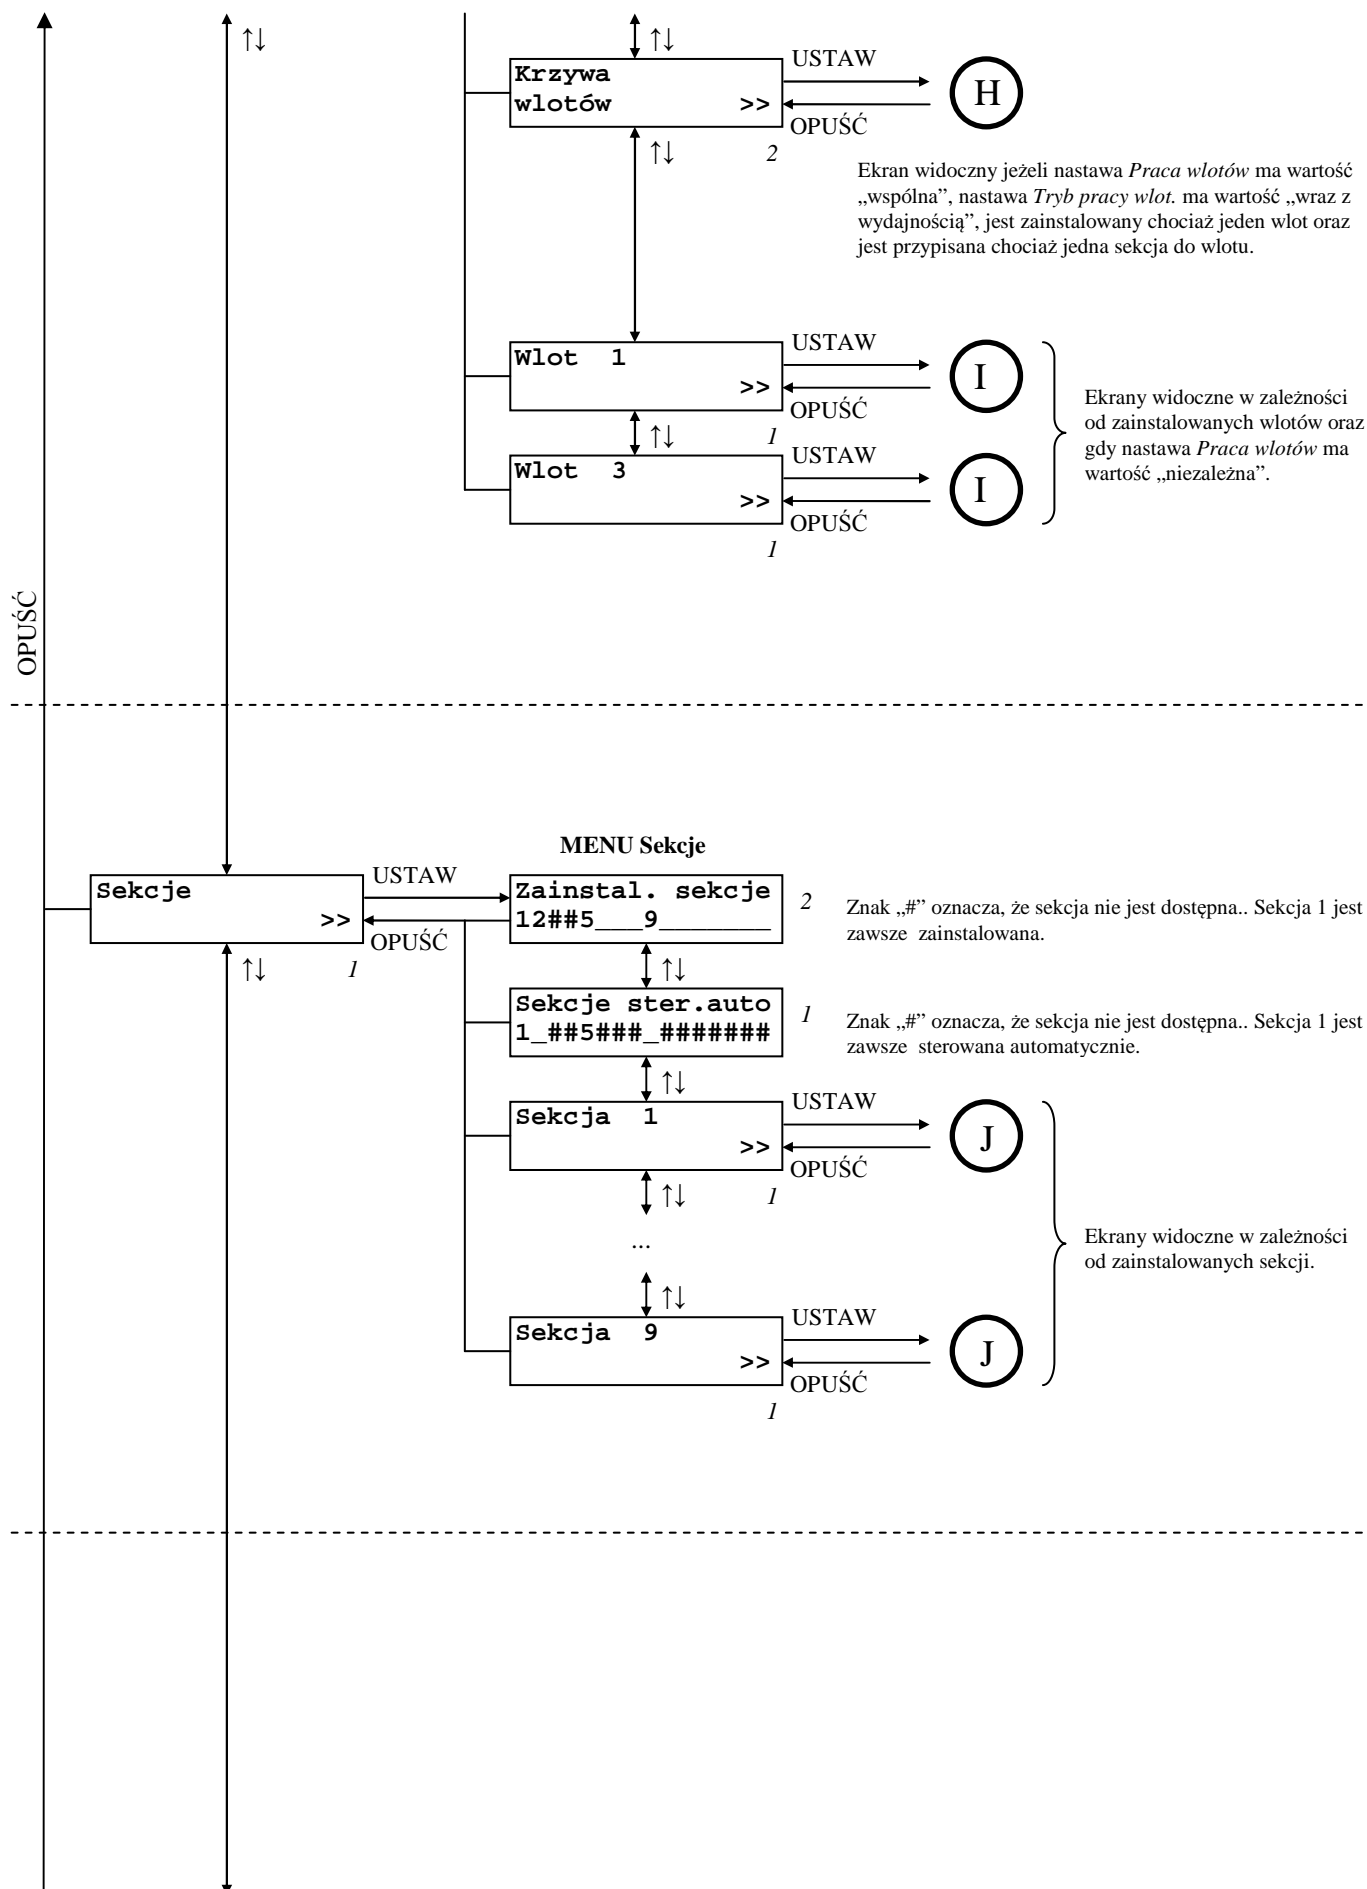 ↑↓
↑↓
Krzywa
wlotów >>
USTAW
OPUŚĆ
H
↑↓
2
Ekran widoczny jeżeli nastawa Praca wlotów ma wartość
„wspólna”, nastawa Tryb pracy wlot. ma wartość „wraz z
wydajnością”, jest zainstalowany chociaż jeden wlot oraz
jest przypisana chociaż jedna sekcja do wlotu.
Wlot 1
>>
USTAW
OPUŚĆ
I
↑↓
1
Wlot 3
>>
USTAW
OPUŚĆ
I
1
Ekrany widoczne w zależności
od zainstalowanych wlotów oraz
gdy nastawa Praca wlotów ma
wartość „niezależna”.
OPUŚĆ
MENU Sekcje
Sekcje
>>
USTAW
OPUŚĆ
↑↓
1
Zainstal. sekcje
12##5___9_______
2
Znak „#” oznacza, że sekcja nie jest dostępna.. Sekcja 1 jest
zawsze zainstalowana.
↑↓
Sekcje ster.auto
1_##5###_#######
1
Znak „#” oznacza, że sekcja nie jest dostępna.. Sekcja 1 jest
zawsze sterowana automatycznie.
↑↓
Sekcja 1
>>
USTAW
OPUŚĆ
J
↑↓
1
...
↑↓
Sekcja 9
>>
USTAW
OPUŚĆ
J
1
Ekrany widoczne w zależności
od zainstalowanych sekcji.